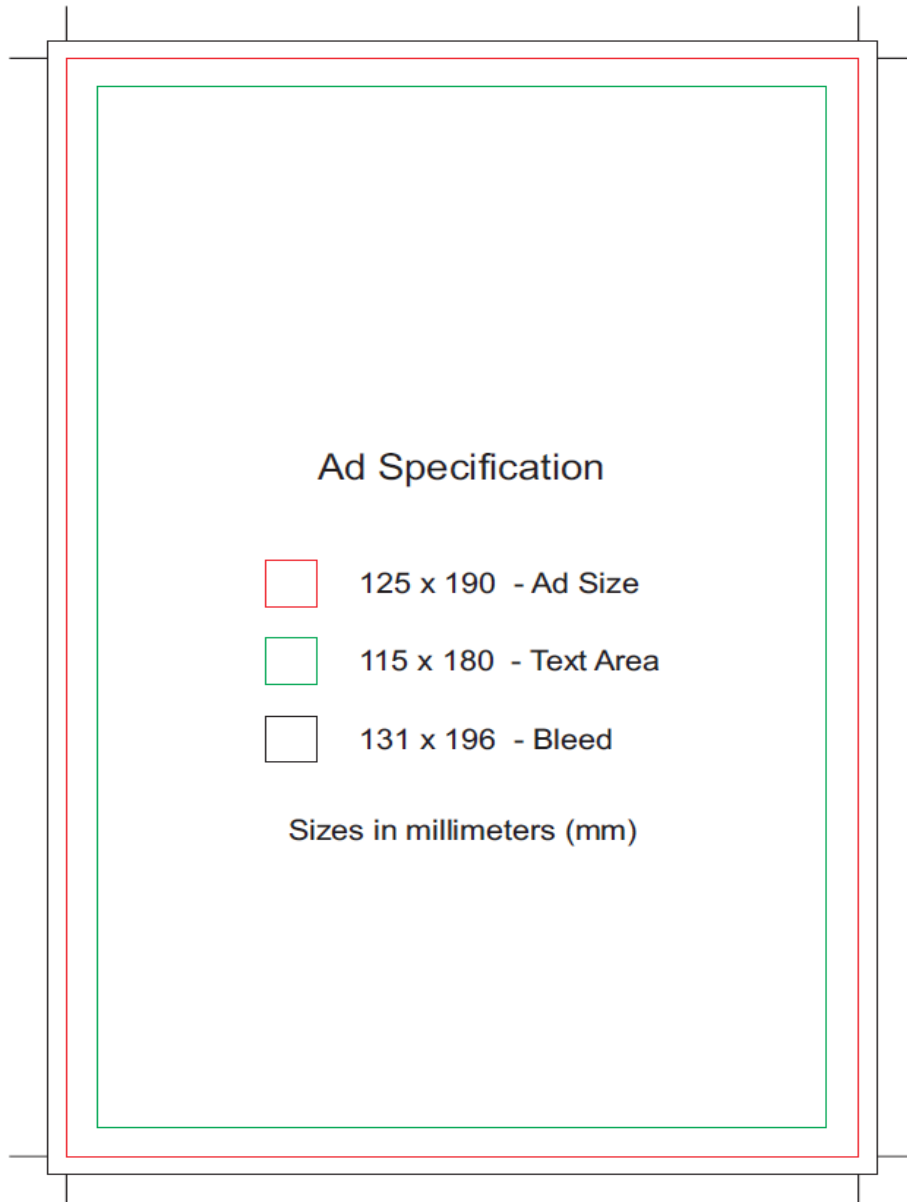 Ad Specification
125 x 190 - Ad Size
115 x 180 - Text Area
131 x 196 - Bleed
Sizes in millimeters (mm)